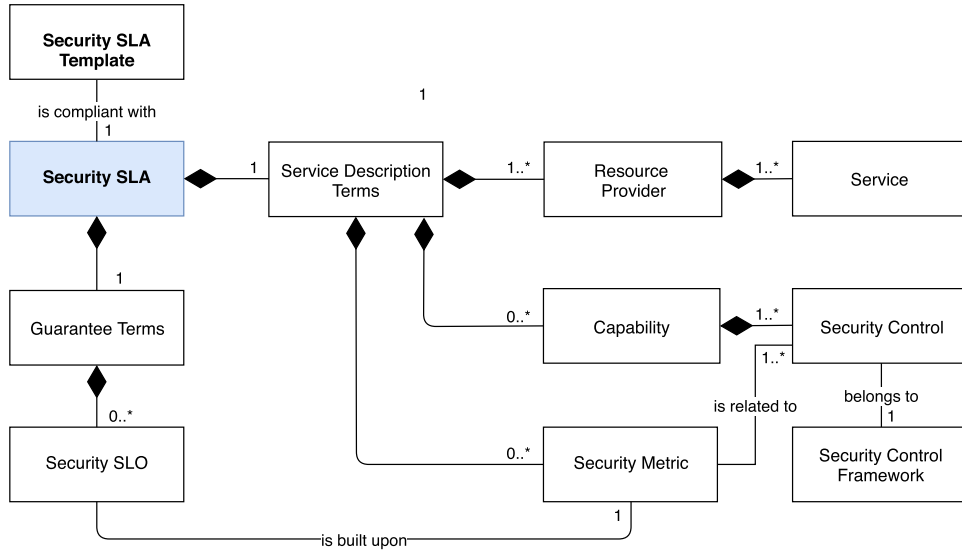 Security SLA
Template
is compliant with
1
1
Security SLA
1
Service Description
Terms
1..*
Resource
Provider
1..*
Service
1
Guarantee Terms
0..*
Capability
1..*
Security Control
1..*
is related to
belongs to
1
0..*
Security SLO
0..*
Security Metric
Security Control
Framework
1
is built upon